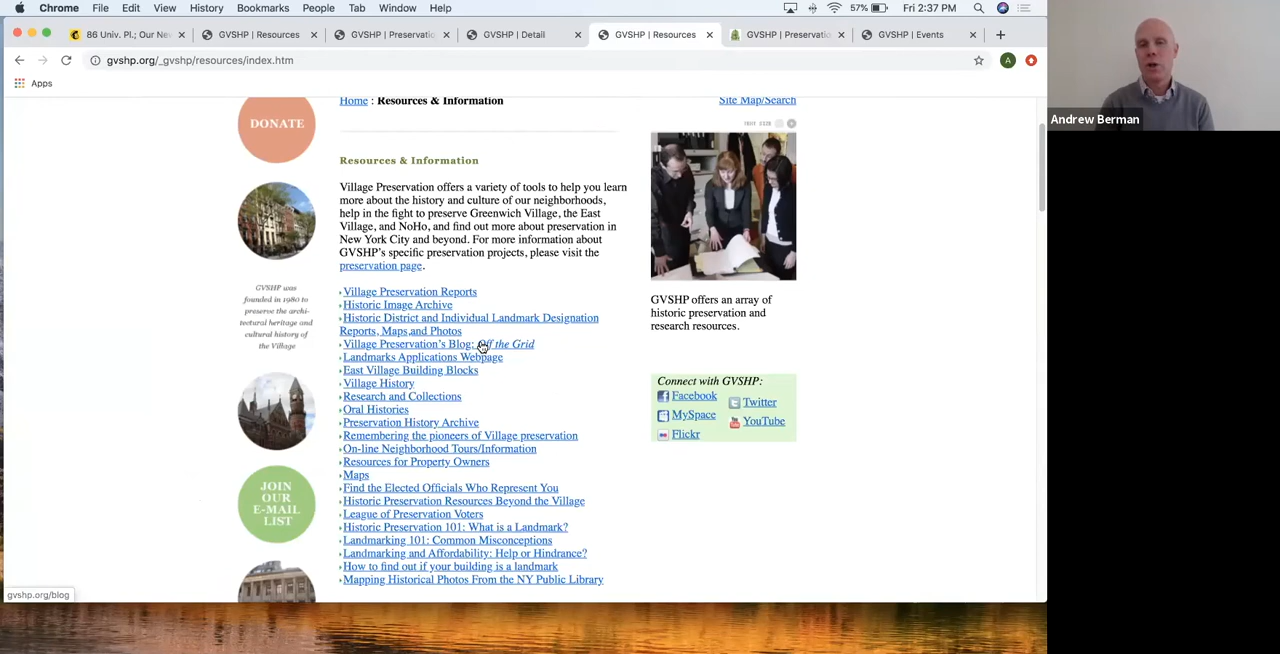 Chrome File Edit View History Bookmarks People Tab Window Help 57% Fri 2:37 PM
86 Univ. Pl.; Our Ne GVSHP | Resources GVSHP | Preservatio GVSHP | Detail GVSHP | Resources GVSHP | Preservatio GVSHP | Events
gvshp.org/_gvshp/resources/index.htm A
Apps
Andrew Berman
Home : Resources & Information Site Map/Search
TEXT SIZE
DONATE
Resources & Information
Village Preservation offers a variety of tools to help you learn
more about the history and culture of our neighborhoods,
help in the fight to preserve Greenwich Village, the East
Village, and NoHo, and find out more about preservation in
New York City and beyond. For more information about
GVSHP's specific preservation projects, please visit the
preservation page.
GVSHP was
founded in 1980 to
preserve the archi-
tectural heritage and
cultural history of
the Village
Village Preservation Reports
Historic Image Archive
Historic District and Individual Landmark Designation
Reports, Maps,and Photos
Village Preservation's Blog: Off the Grid
Landmarks Applications Webpage
East Village Building Blocks
Village History
Research and Collections
Oral Histories
Preservation History Archive
Remembering the pioneers of Village preservation
On-line Neighborhood Tours/Information
Resources for Property Owners
Maps
Find the Elected Officials Who Represent You
Historic Preservation Resources Beyond the Village
League of Preservation Voters
Historic Preservation 101: What is a Landmark?
Landmarking 101: Common Misconceptions
Landmarking and Affordability: Help or Hindrance?
How to find out if your building is a landmark
Mapping Historical Photos From the NY Public Library
GVSHP offers an array of
historic preservation and
research resources.
Connect with GVSHP:
Facebook Twitter
MySpace YouTube
Flickr
JOIN
OUR
E-MAIL
LIST
gvshp.org/blog